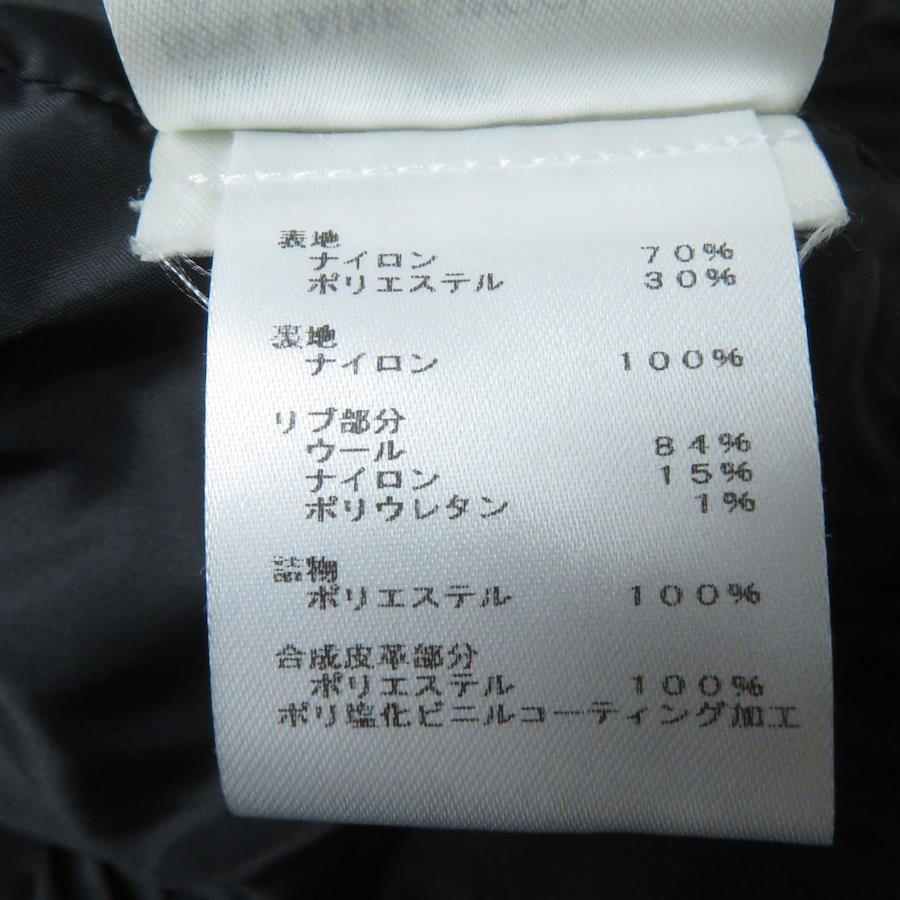 表地
ナイロン 70%
ポリエステル 30%
裏地
ナイロン 100%
リブ部分
ウール 84%
ナイロン 15%
ポリウレタン 1%
詰物
ポリエステル 100%
合成皮革部分
ポリエステル 100%
ポリ塩化ビニルコーティング加工